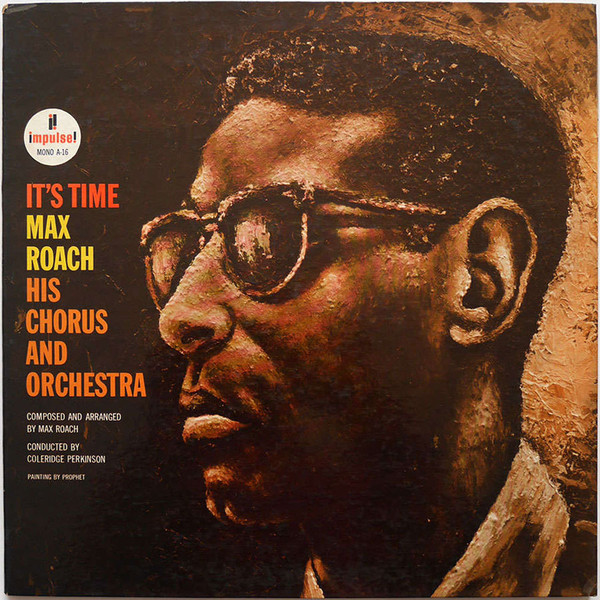 impulse!
MONO A-16
IT'S TIME
MAX
ROACH
HIS
CHORUS
AND
ORCHESTRA
COMPOSED AND ARRANGED
BY MAX ROACH
CONDUCTED BY
COLERIDGE PERKINSON
PAINTING BY PROPHET